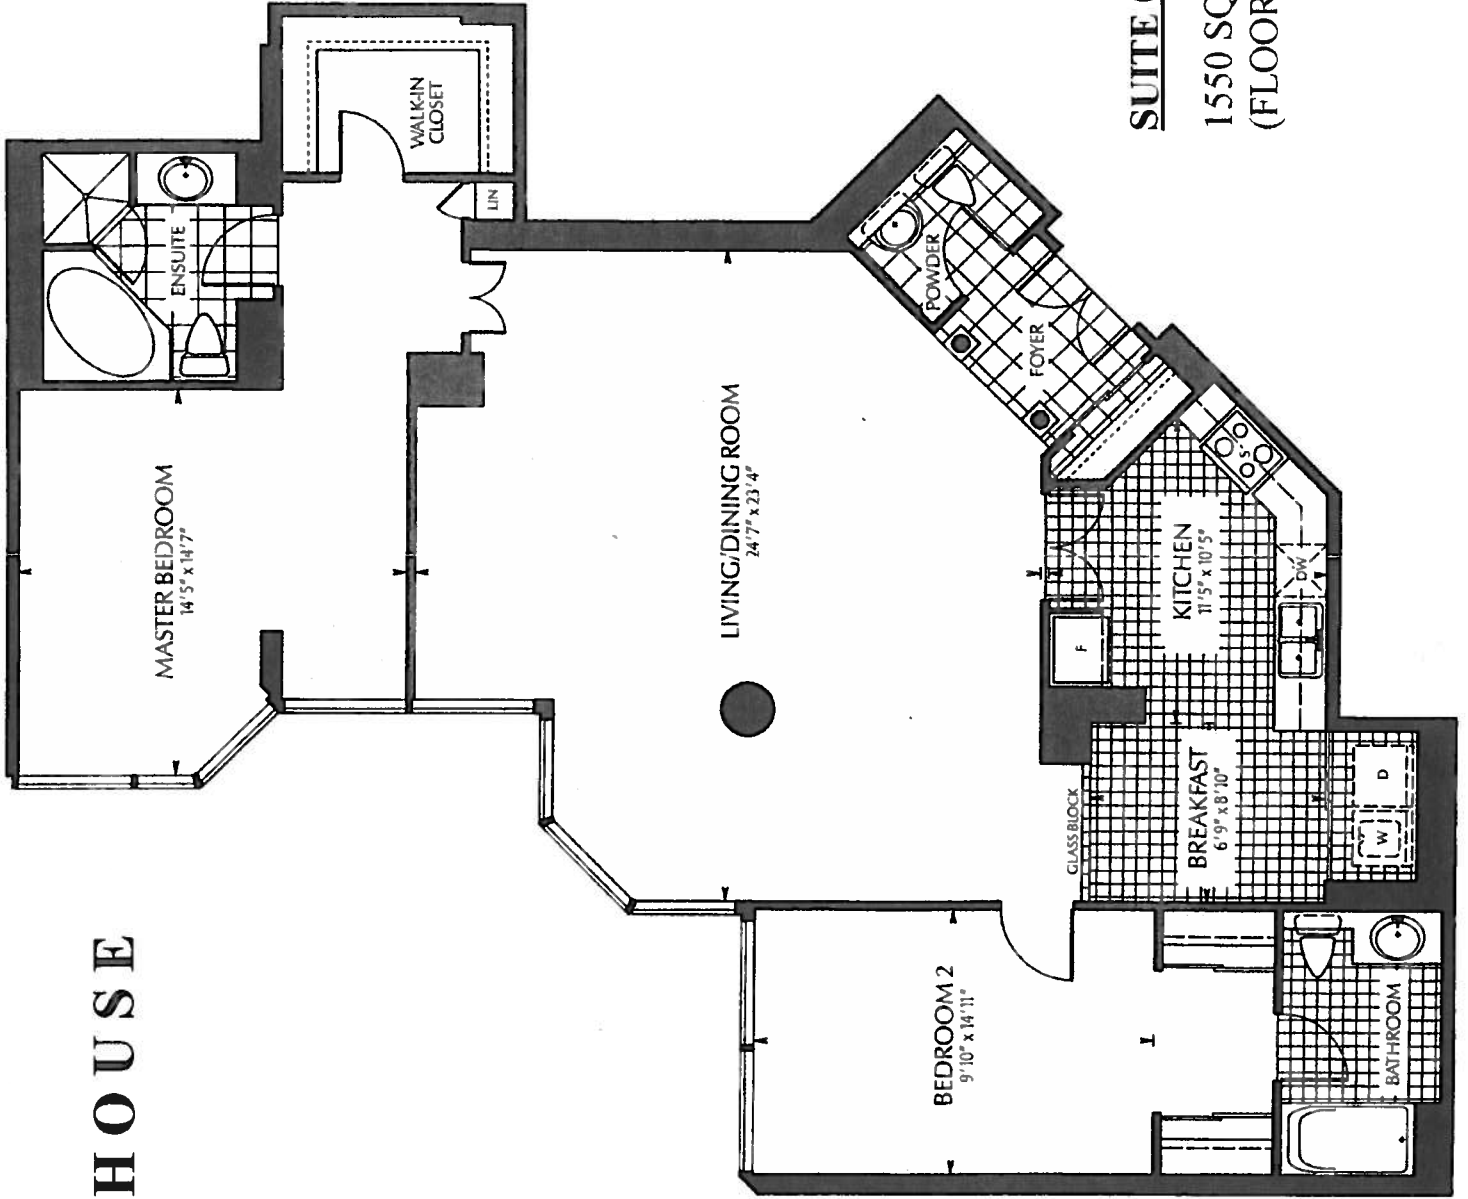 HOUSE
SUITE (
1550 SQ
(FLOOR
MASTER BEDROOM
14'5" x 14'7"
ENSUITE
WALK-IN
CLOSET
LIN
LIVING/DINING ROOM
24'7" x 23'4"
POWDER
FOYER
KITCHEN
11'5" x 10'5"
S
DW
F
BREAKFAST
6'9" x 8'10"
GLASS BLOCK
W
D
BEDROOM 2
9'10" x 14'11"
BATHROOM